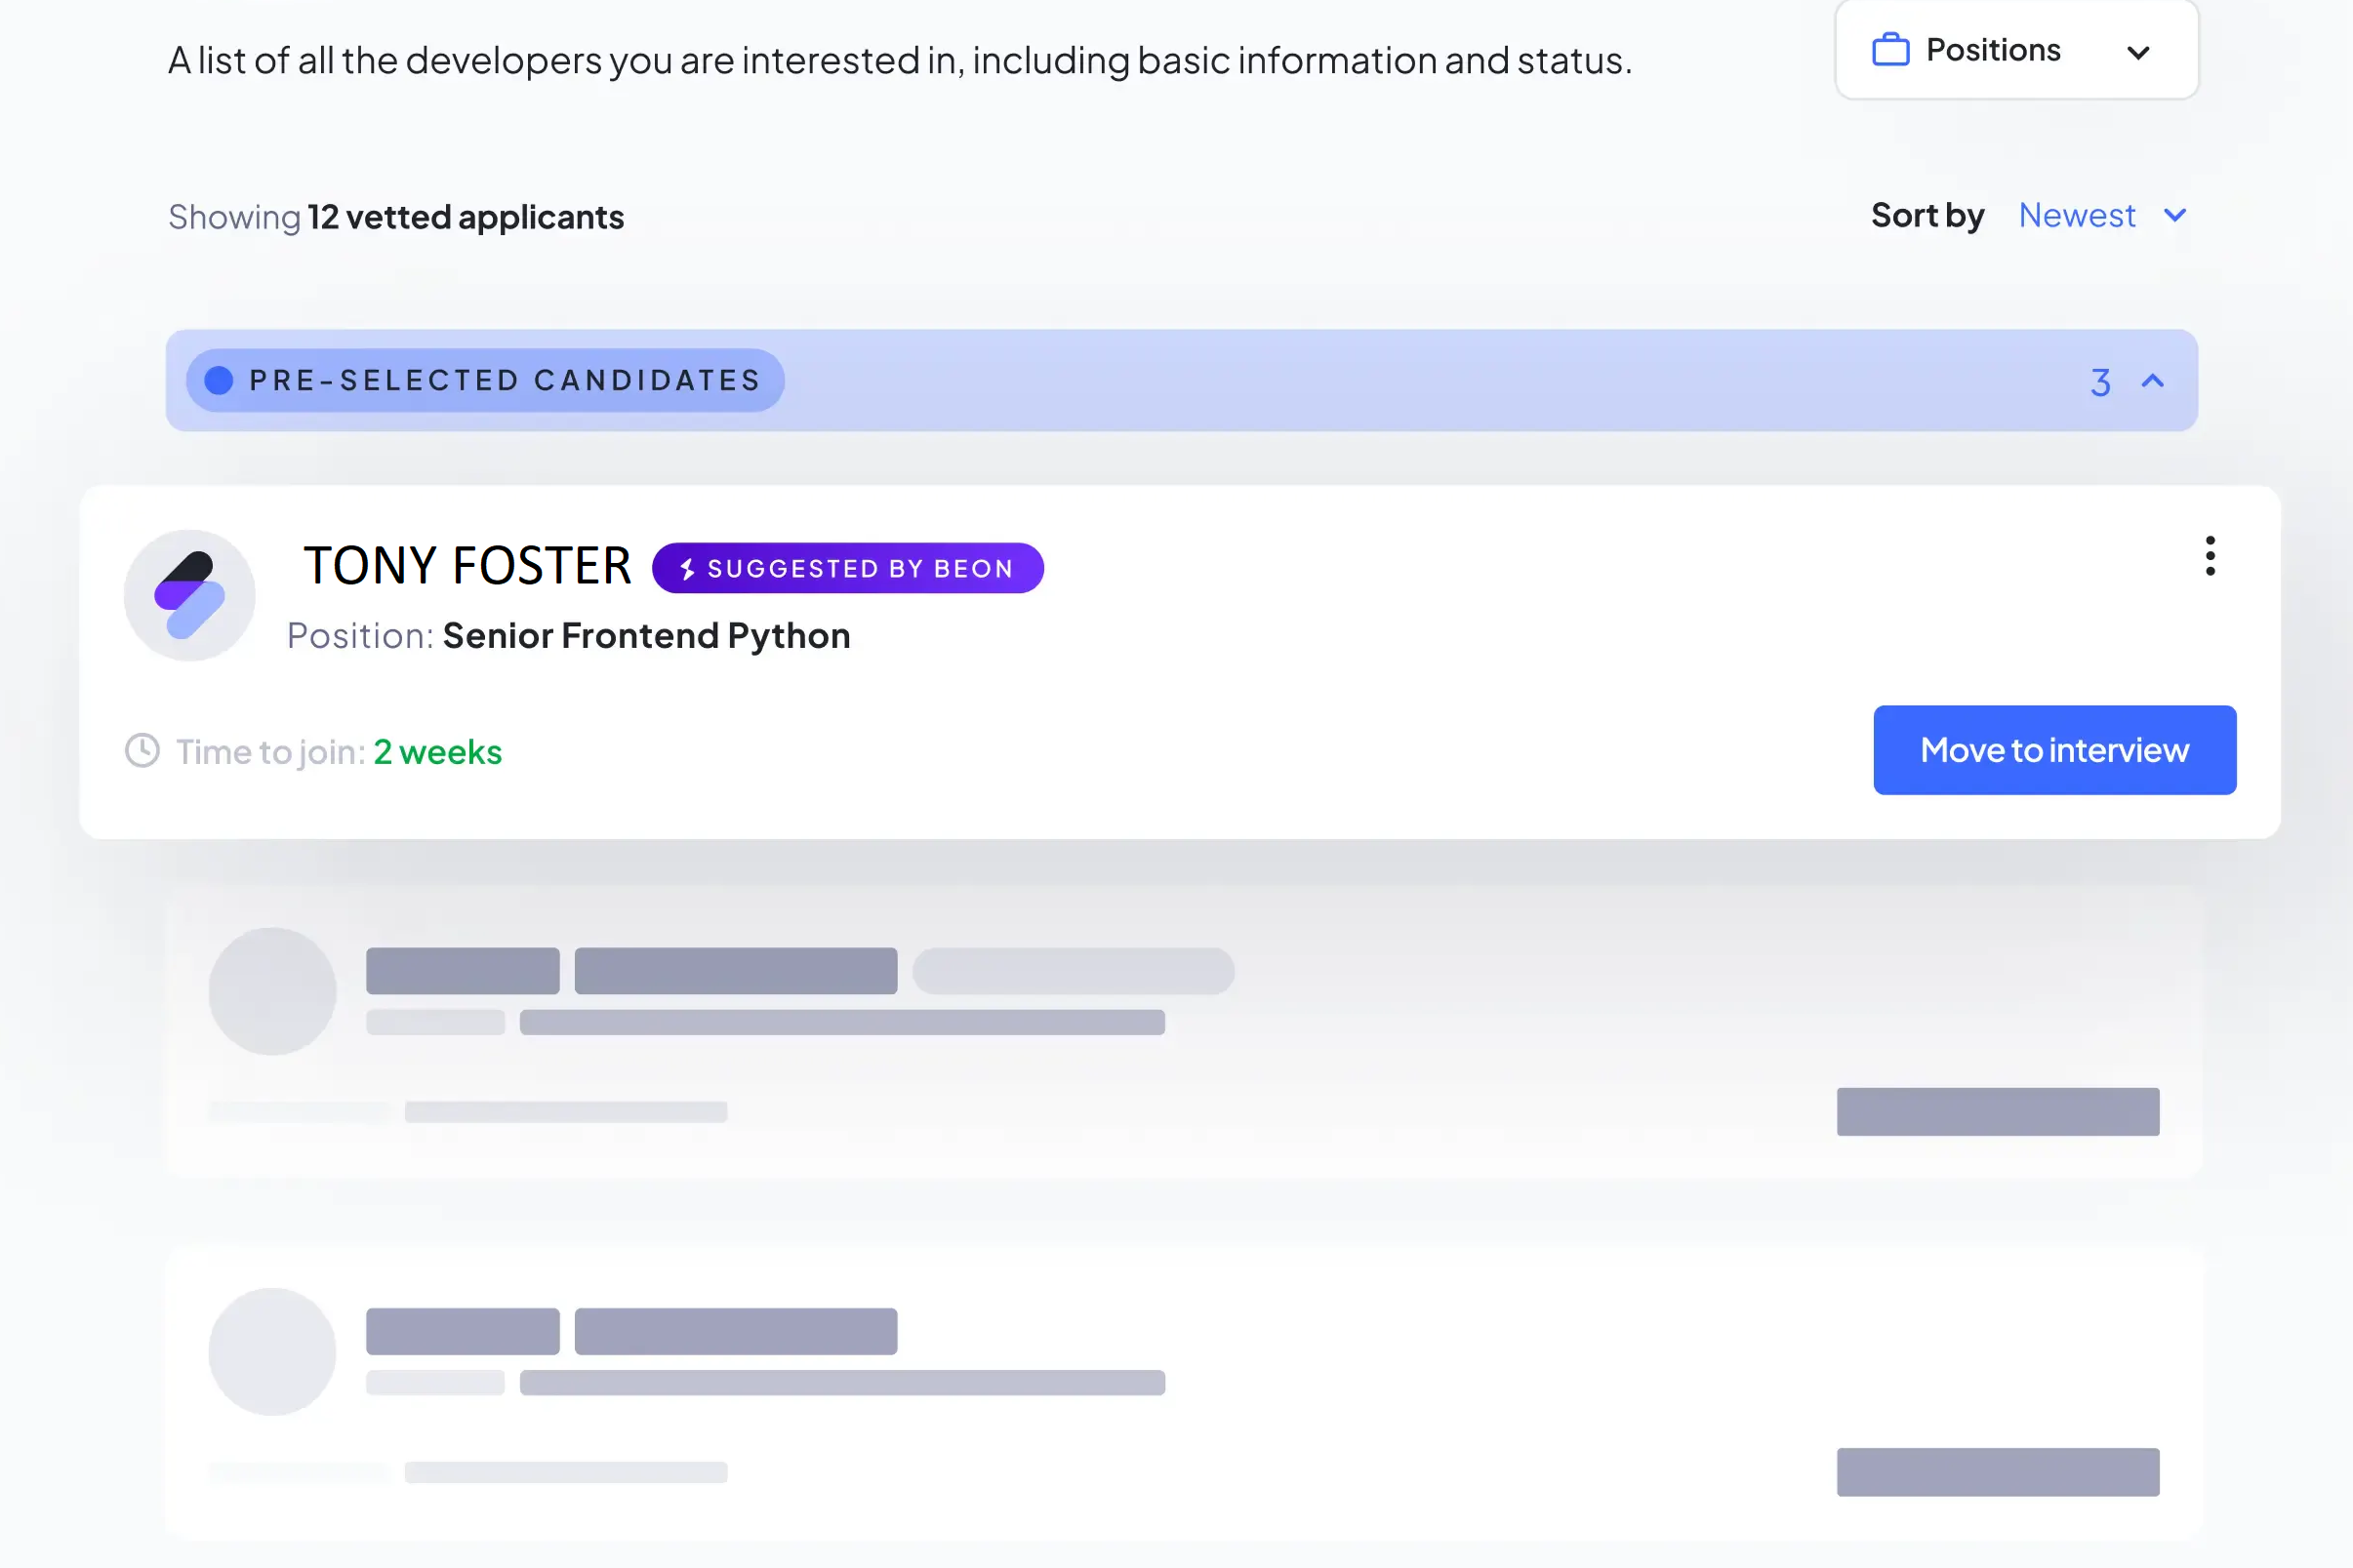 A list of all the developers you are interested in, including basic information and status.
Positions
Showing 12 vetted applicants
Sort by Newest
PRE-SELECTED CANDIDATES
3
TONY FOSTER
SUGGESTED BY BEON
Position: Senior Frontend Python
Time to join: 2 weeks
Move to interview